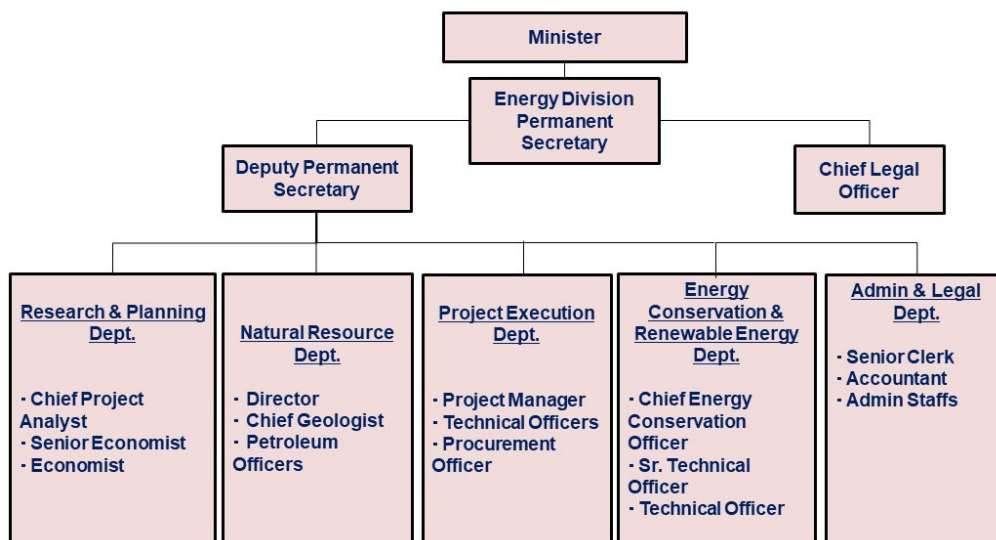 Minister
Energy Division
Permanent
Secretary
Deputy Permanent
Secretary
Chief Legal
Officer
Research & Planning
Dept.
- Chief Project
Analyst
- Senior Economist
- Economist
Natural Resource
Dept.
- Director
- Chief Geologist
- Petroleum
Officers
Project Execution
Dept.
- Project Manager
- Technical Officers
- Procurement
Officer
Energy
Conservation &
Renewable Energy
Dept.
- Chief Energy
Conservation
Officer
- Sr. Technical
Officer
- Technical Officer
Admin & Legal
Dept.
- Senior Clerk
- Accountant
- Admin Staffs